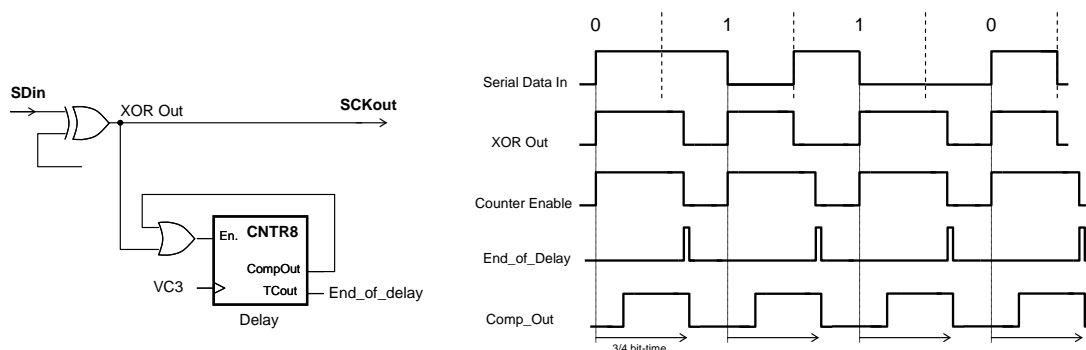 SDin
XOR Out
SCKout
En. CNTR8
CompOut
VC3
TCout
End_of_delay
Delay
0 1 1 0
Serial Data In
XOR Out
Counter Enable
End_of_Delay
Comp_Out
3/4 bit-time